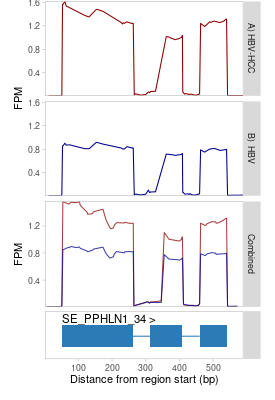 1.6
1.2
0.8
0.4
FPM
A) HBV-HCC
1.6
1.2
0.8
0.4
B) HBV
1.2
0.8
0.4
FPM
Combined
SE_PPHLN1_34 >
100 200 300 400 500
Distance from region start (bp)